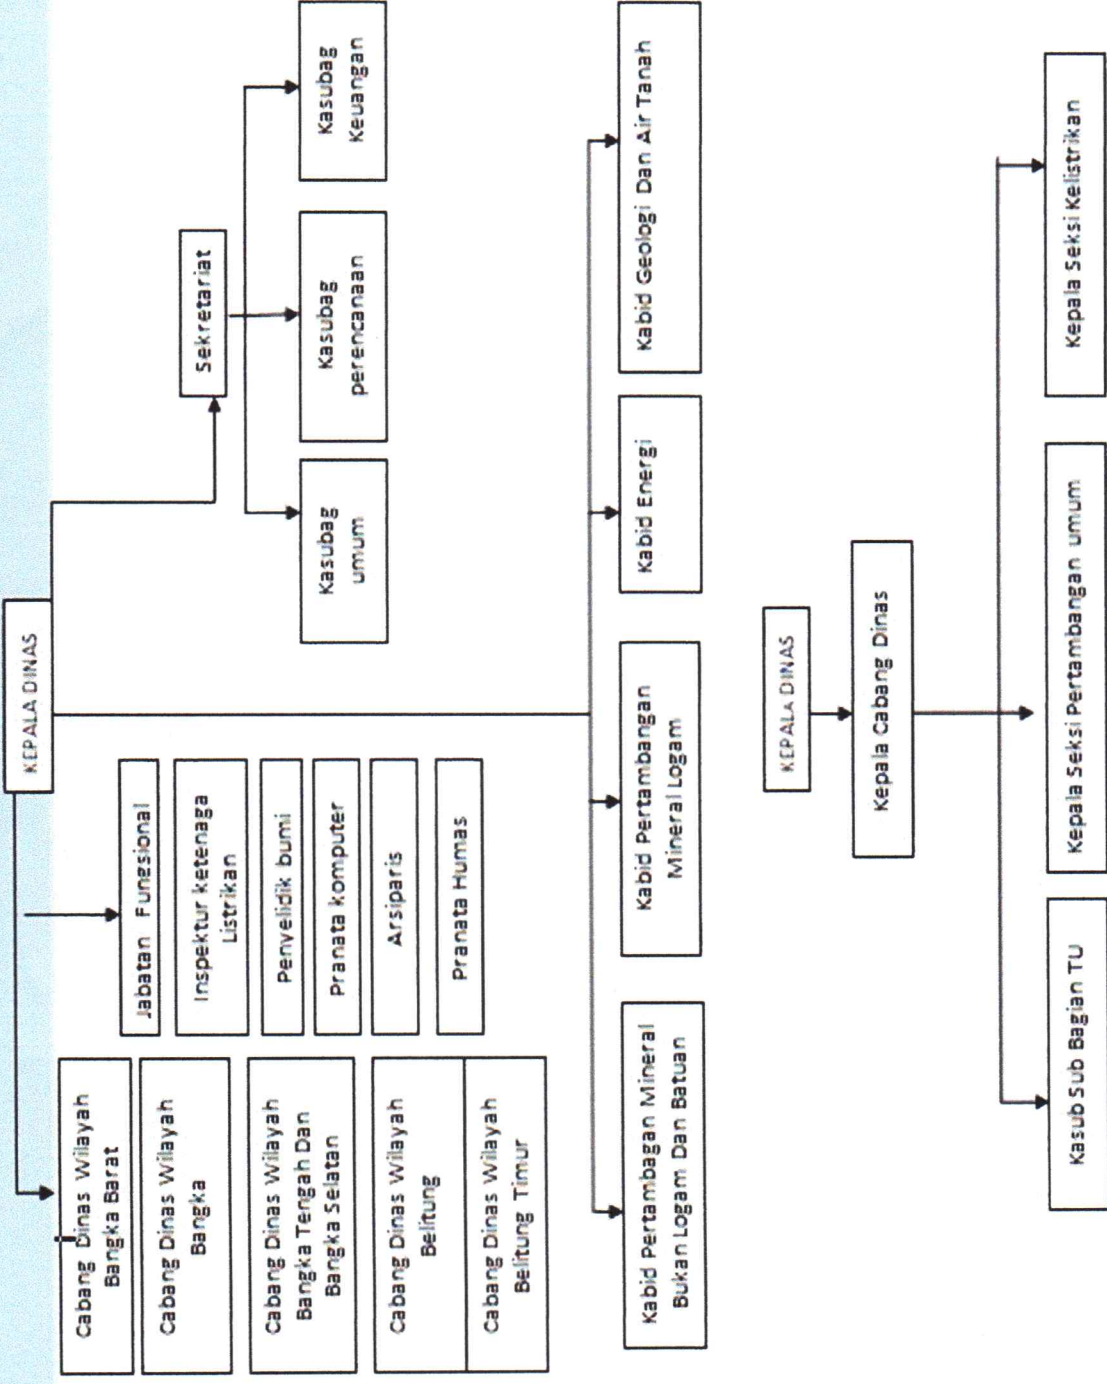 KEPALA DINAS
Cabang Dinas Wilayah
Bangka Barat
Cabang Dinas Wilayah
Bangka
Cabang Dinas Wilayah
Bangka Tengah Dan
Bangka Selatan
Cabang Dinas Wilayah
Belitung
Cabang Dinas Wilayah
Belitung Timur
Jabatan Fungsional
Inspektur ketenaga
Listrikan
Penyelidik bumi
Pranata komputer
Arsiparis
Pranata Humas
Sekretariat
Kasubag
umum
Kasubag
perencanaan
Kasubag
Keuangan
Kabid Pertambagan Mineral
Bukan Logam Dan Batuan
Kabid Pertambangan
Mineral Logam
Kabid Energi
Kabid Geologi Dan Air Tanah
KEPALA DINAS
Kepala Cabang Dinas
Kasub Sub Bagian TU
Kepala Seksi Pertambangan umum
Kepala Seksi Kelistrikan